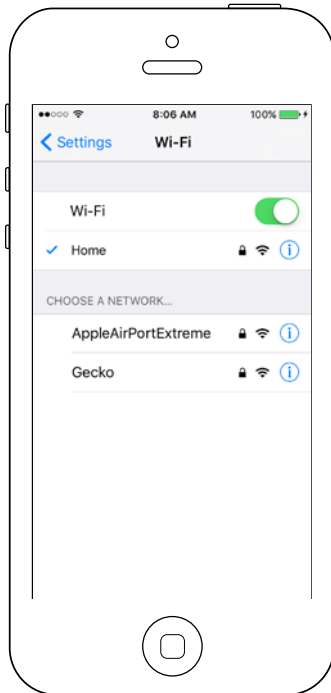 8:06 AM 100%
Settings Wi-Fi
Wi-Fi
Home
CHOOSE A NETWORK...
AppleAirPortExtreme
Gecko